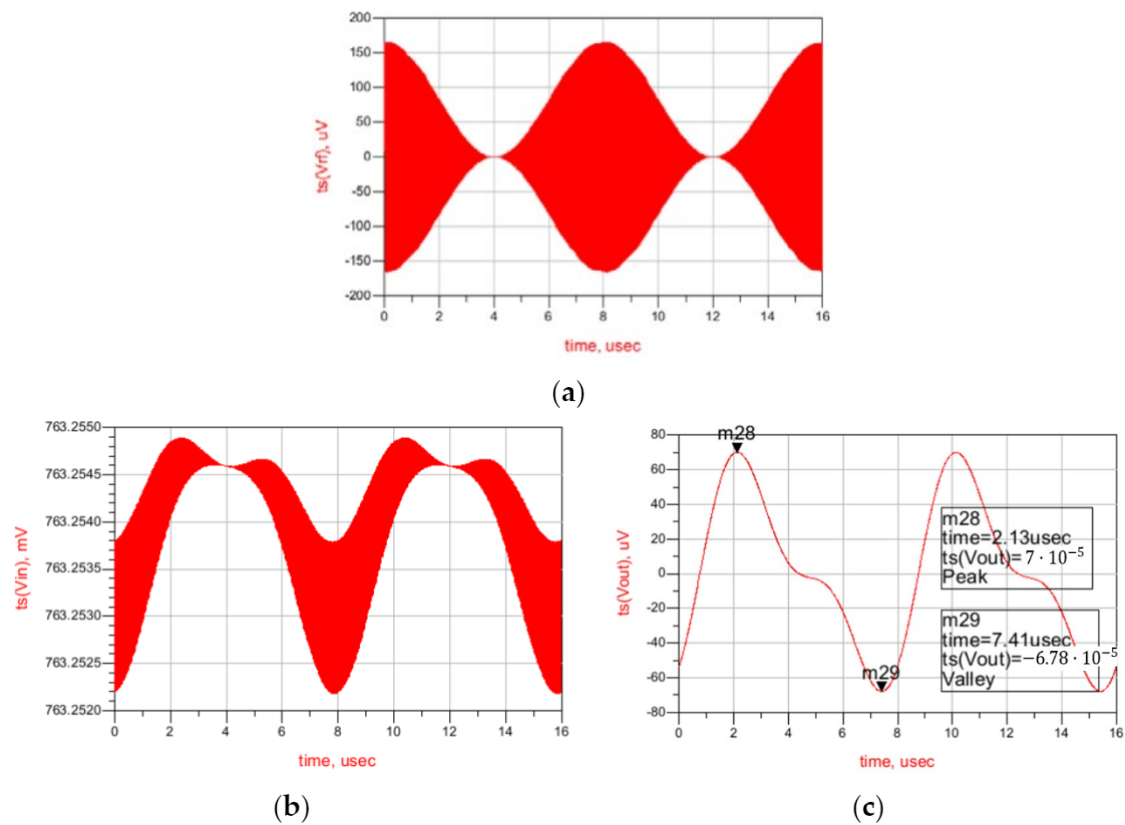 200
150
100
50
0
-50
-100
-150
-200
ts(Vrf), uV
0 2 4 6 8 10 12 14 16
time, usec
(a)
763.2550
763.2545
763.2540
763.2535
763.2530
763.2525
763.2520
ts(Vin), mV
0 2 4 6 8 10 12 14 16
time, usec
(b)
80
60
40
20
0
-20
-40
-60
-80
ts(Vout), uV
m28
m29
m28
time=2.13usec
ts(Vout)=7 · 10⁻⁵
Peak
m29
time=7.41usec
ts(Vout)=−6.78 · 10⁻⁵
Valley
0 2 4 6 8 10 12 14 16
time, usec
(c)